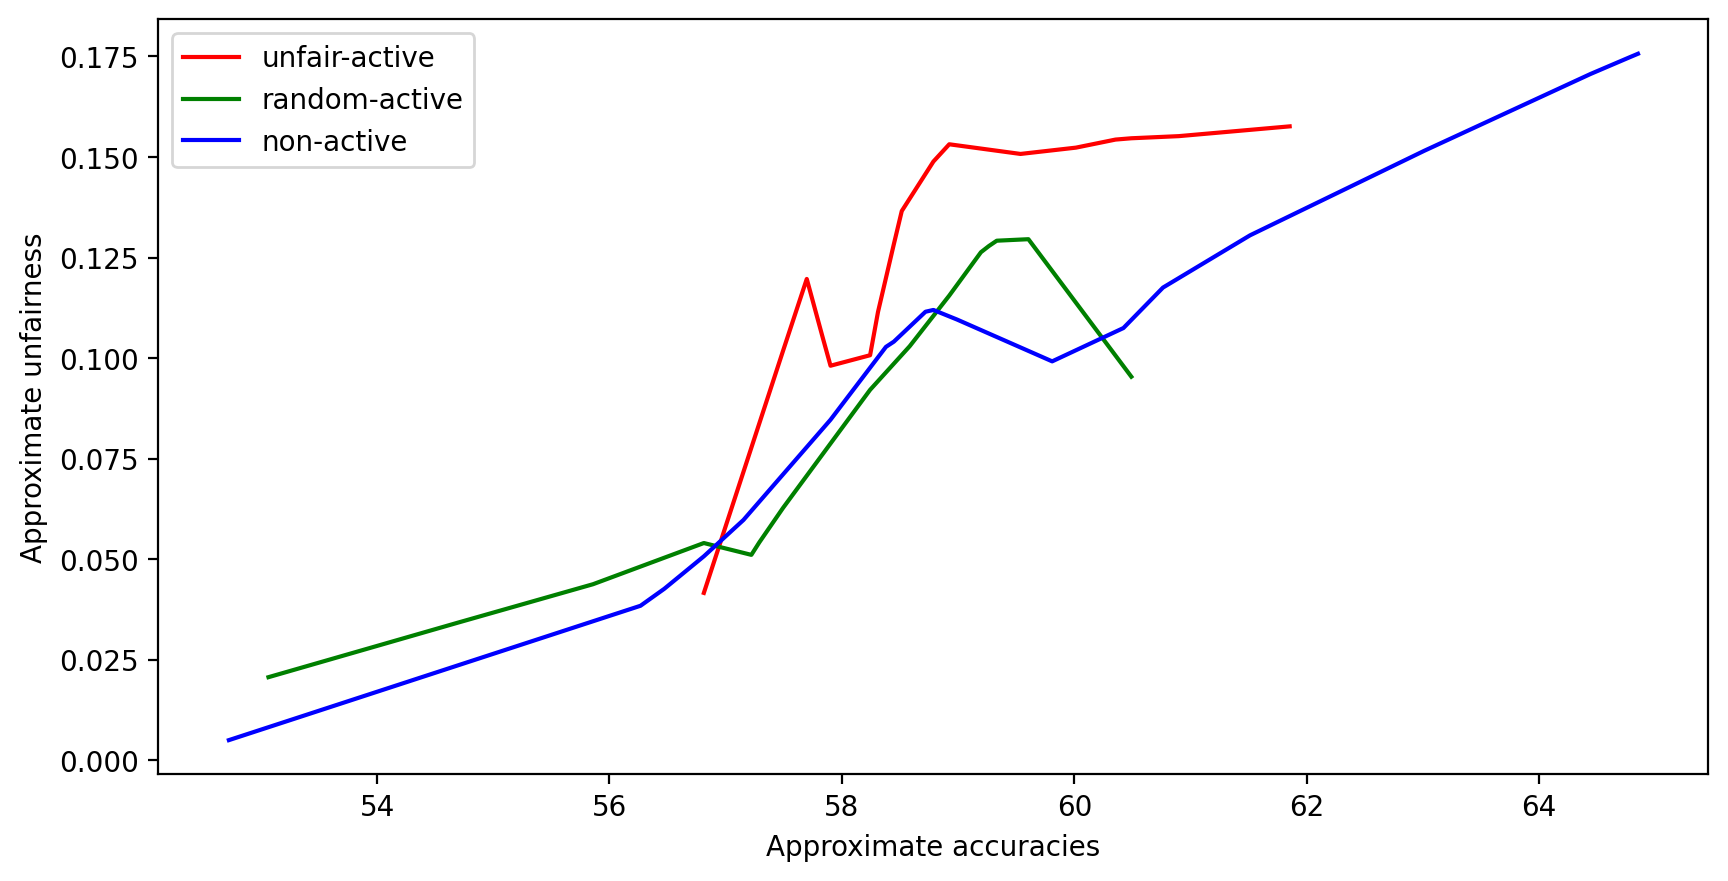 unfair-active
random-active
non-active
Approximate unfairness
0.175
0.150
0.125
0.100
0.075
0.050
0.025
0.000
54 56 58 60 62 64
Approximate accuracies